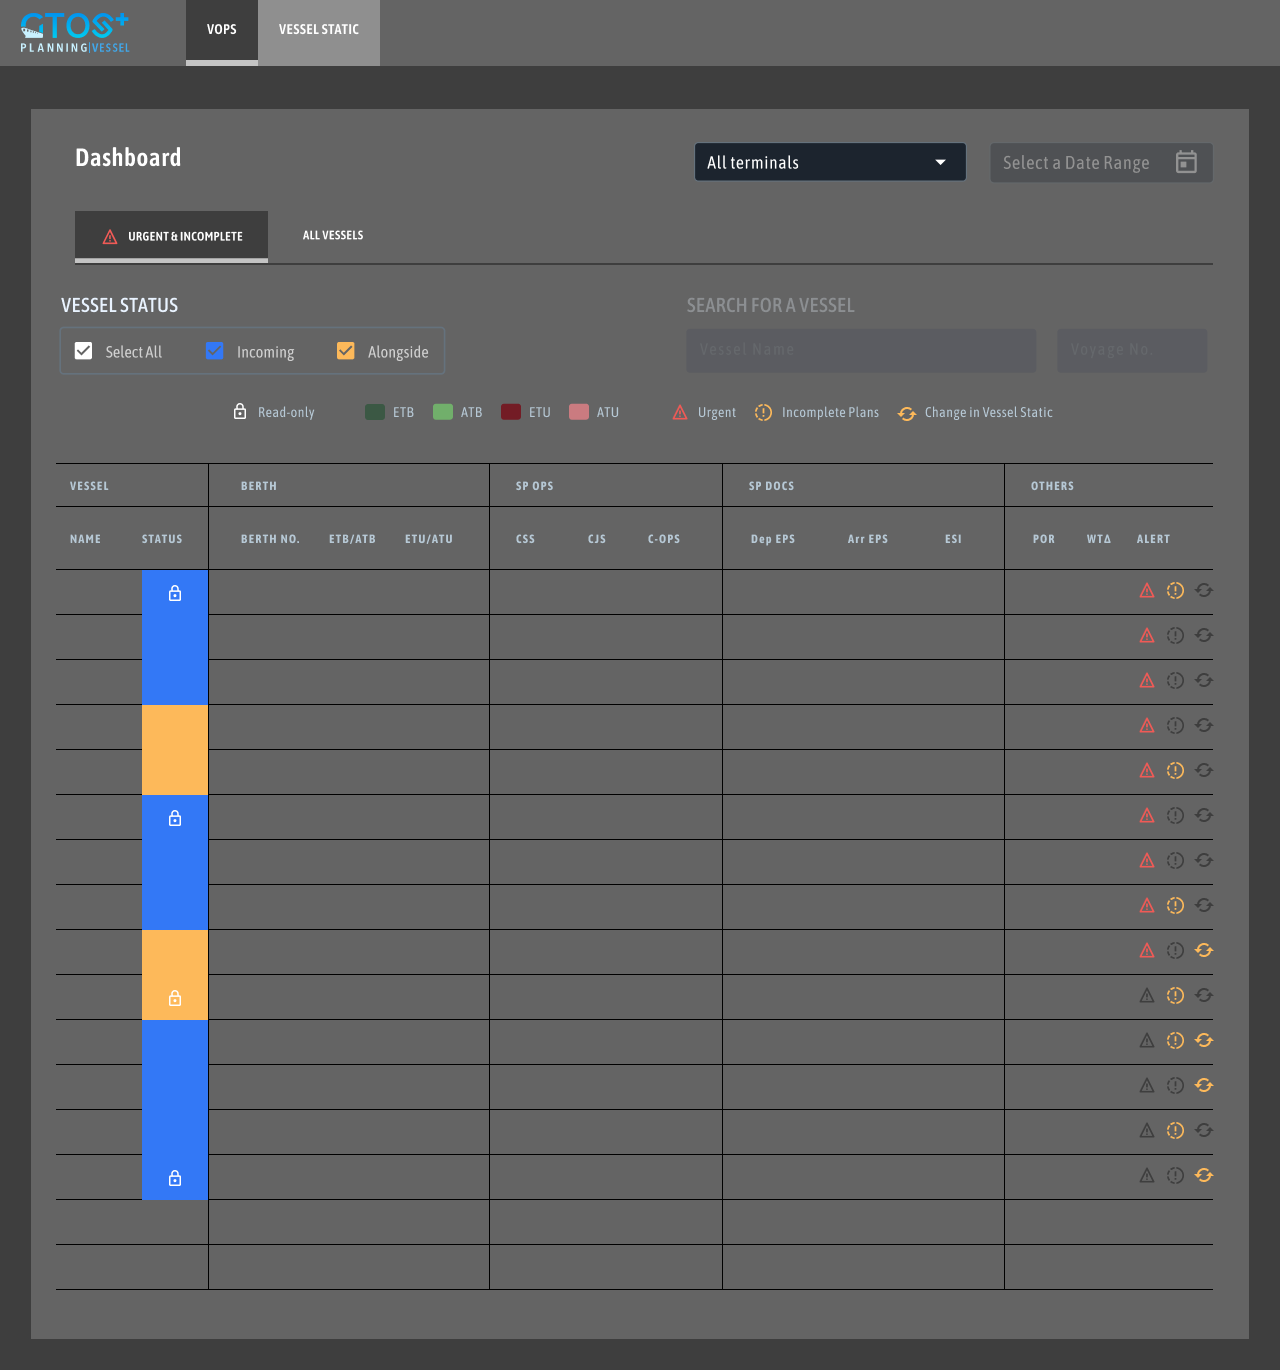 GTOS+
PLANNING|VESSEL
VOPS
VESSEL STATIC
Dashboard
All terminals
Select a Date Range
URGENT & INCOMPLETE
ALL VESSELS
VESSEL STATUS
SEARCH FOR A VESSEL
Select All
Incoming
Alongside
Vessel Name
Voyage No.
Read-only
ETB
ATB
ETU
ATU
Urgent
Incomplete Plans
Change in Vessel Static
VESSEL
BERTH
SP OPS
SP DOCS
OTHERS
NAME
STATUS
BERTH NO.
ETB/ATB
ETU/ATU
CSS
CJS
C-OPS
Dep EPS
Arr EPS
ESI
POR
WTΔ
ALERT